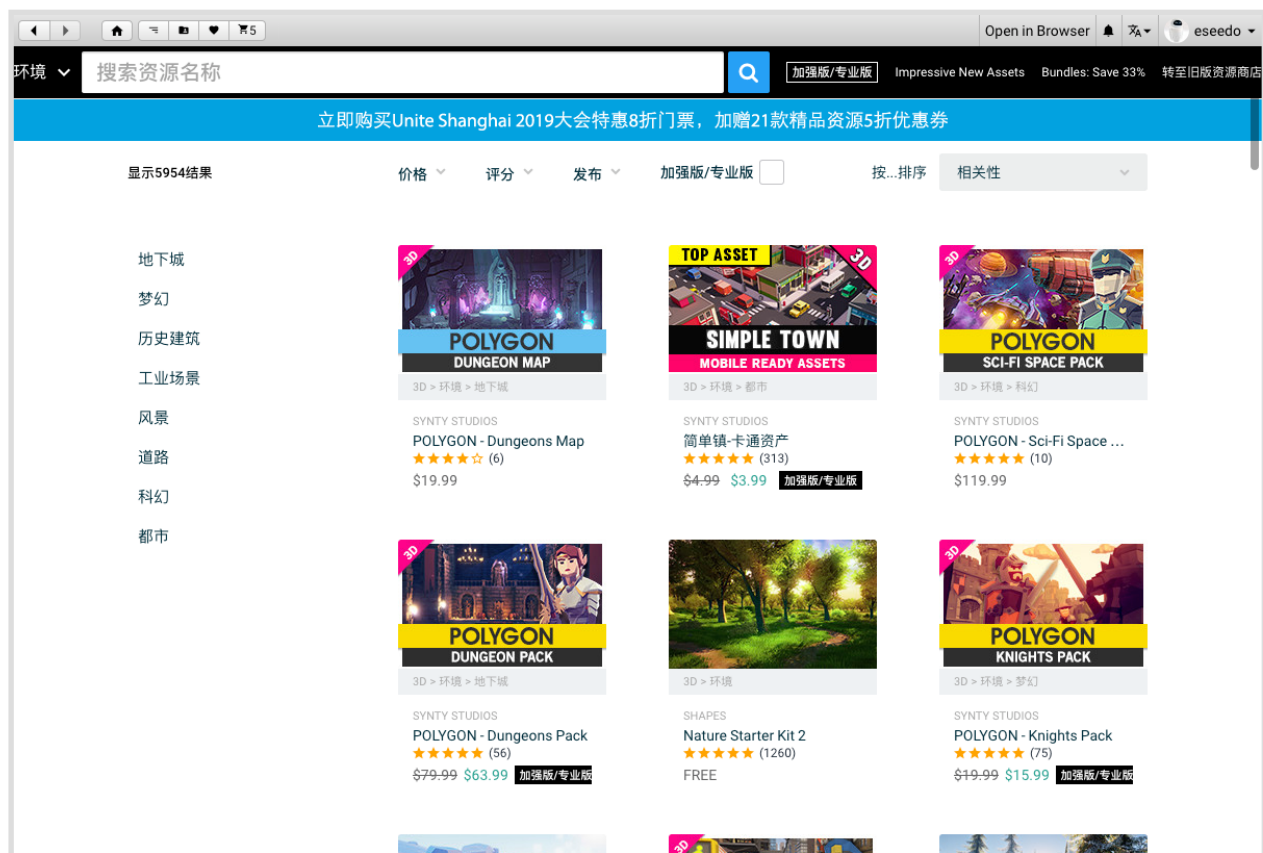 5 Open in Browser eseedo
环境 搜索资源名称 加强版/专业版 Impressive New Assets Bundles: Save 33% 转至旧版资源商店
立即购买Unite Shanghai 2019大会特惠8折门票，加赠21款精品资源5折优惠券
显示5954结果 价格 评分 发布 加强版/专业版 按...排序 相关性
地下城
梦幻
历史建筑
工业场景
风景
道路
科幻
都市
3D
POLYGON
DUNGEON MAP
3D > 环境 > 地下城
SYNTY STUDIOS
POLYGON - Dungeons Map
(6)
$19.99
TOP ASSET 3D
SIMPLE TOWN
MOBILE READY ASSETS
3D > 环境 > 都市
SYNTY STUDIOS
简单镇-卡通资产
(313)
$4.99 $3.99 加强版/专业版
3D
POLYGON
SCI-FI SPACE PACK
3D > 环境 > 科幻
SYNTY STUDIOS
POLYGON - Sci-Fi Space ...
(10)
$119.99
3D
POLYGON
DUNGEON PACK
3D > 环境 > 地下城
SYNTY STUDIOS
POLYGON - Dungeons Pack
(56)
$79.99 $63.99 加强版/专业版
3D > 环境
SHAPES
Nature Starter Kit 2
(1260)
FREE
3D
POLYGON
KNIGHTS PACK
3D > 环境 > 梦幻
SYNTY STUDIOS
POLYGON - Knights Pack
(75)
$19.99 $15.99 加强版/专业版
3D